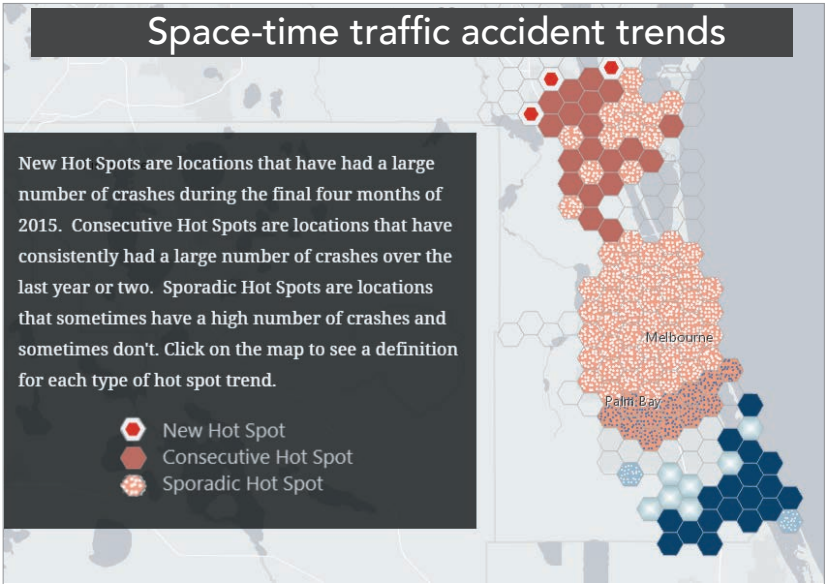 Space-time traffic accident trends
New Hot Spots are locations that have had a large
number of crashes during the final four months of
2015.  Consecutive Hot Spots are locations that have
consistently had a large number of crashes over the
last year or two.  Sporadic Hot Spots are locations
that sometimes have a high number of crashes and
sometimes don't. Click on the map to see a definition
for each type of hot spot trend.
New Hot Spot
Consecutive Hot Spot
Sporadic Hot Spot
Melbourne
Palm Bay